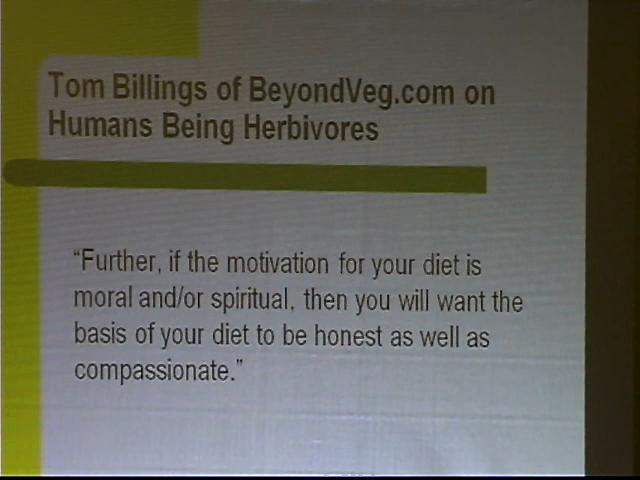 Tom Billings of BeyondVeg.com on
Humans Being Herbivores
“Further, if the motivation for your diet is
moral and/or spiritual, then you will want the
basis of your diet to be honest as well as
compassionate.”